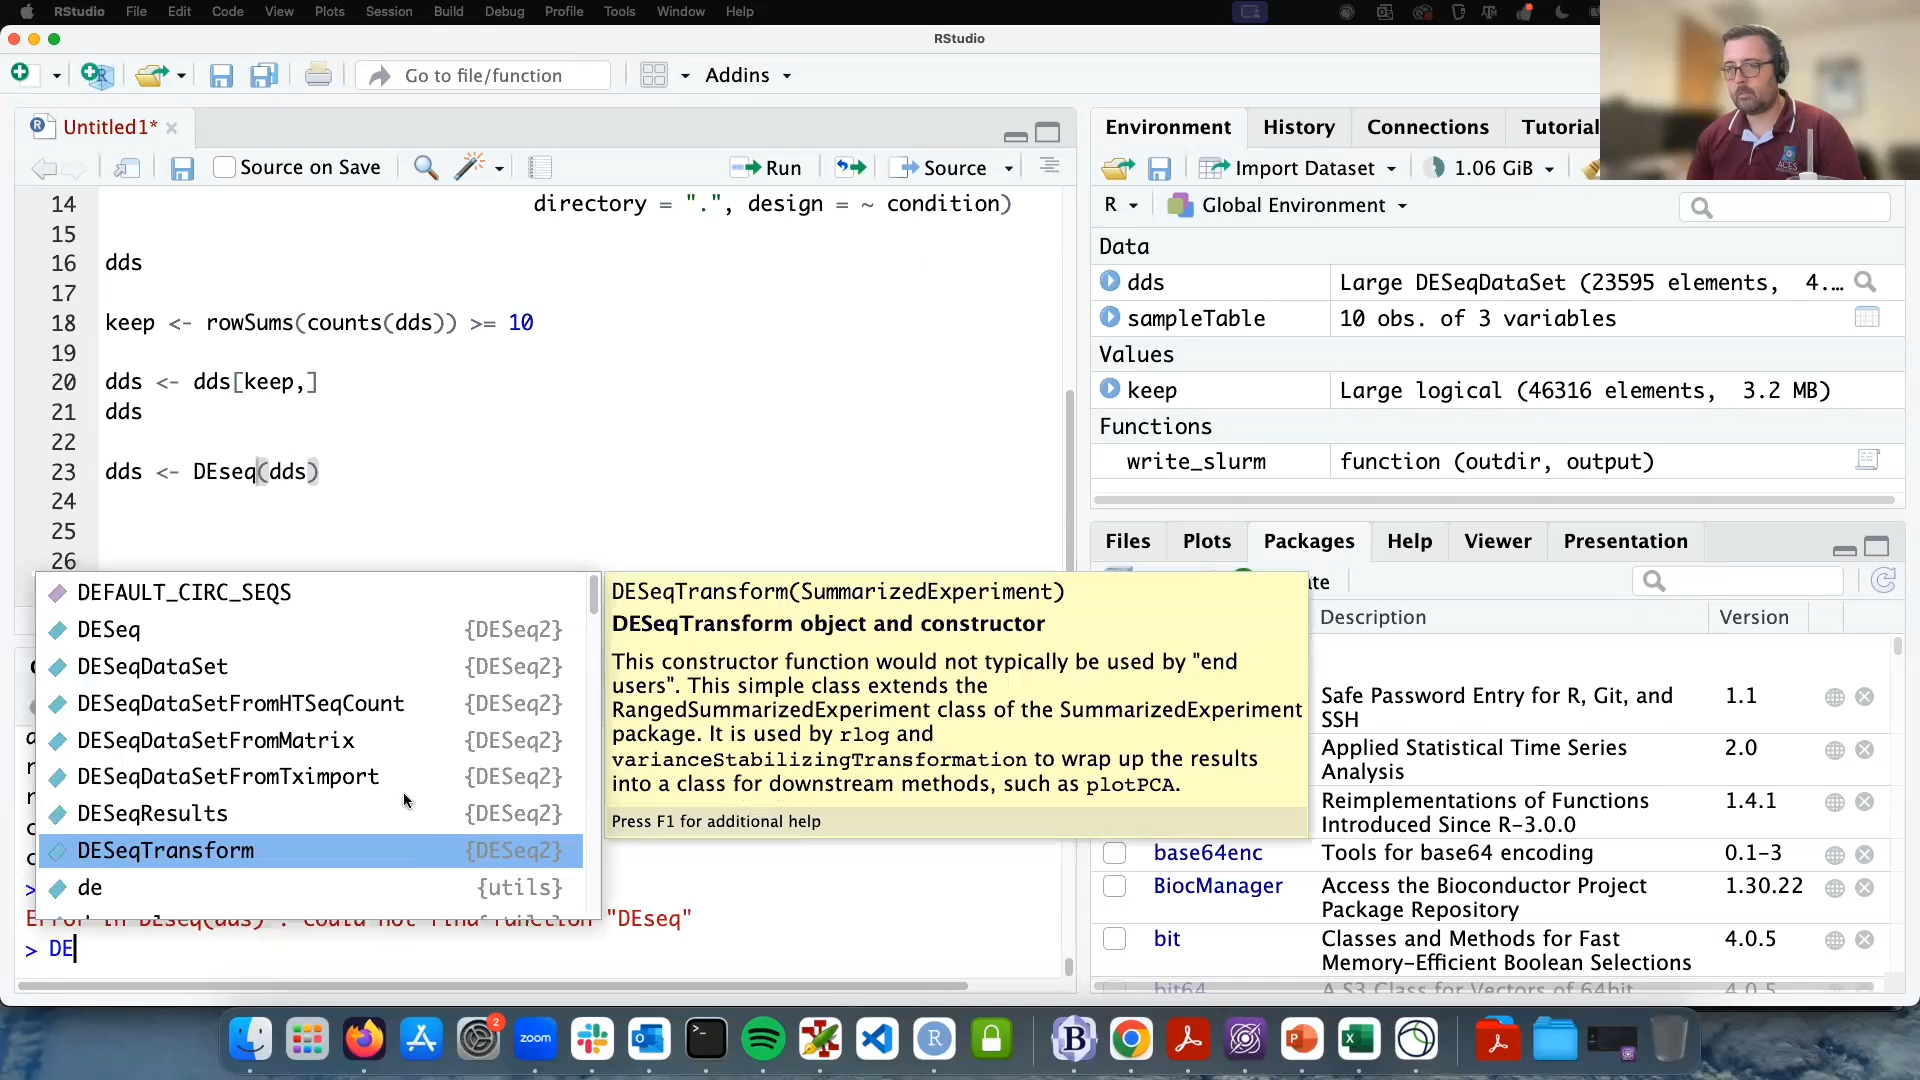 RStudio File Edit Code View Plots Session Build Debug Profile Tools Window Help
RStudio
Go to file/function Addins
Untitled1*
Source on Save Run Source
14 directory = ".", design = ~ condition)
15
16 dds
17
18 keep <- rowSums(counts(dds)) >= 10
19
20 dds <- dds[keep,]
21 dds
22
23 dds <- DEseq(dds)
24
25
26
DEFAULT_CIRC_SEQS
DESeq {DESeq2}
DESeqDataSet {DESeq2}
DESeqDataSetFromHTSeqCount {DESeq2}
DESeqDataSetFromMatrix {DESeq2}
DESeqDataSetFromTximport {DESeq2}
DESeqResults {DESeq2}
DESeqTransform {DESeq2}
de {utils}
DESeqTransform(SummarizedExperiment)
DESeqTransform object and constructor
This constructor function would not typically be used by "end
users". This simple class extends the
RangedSummarizedExperiment class of the SummarizedExperiment
package. It is used by rlog and
varianceStabilizingTransformation to wrap up the results
into a class for downstream methods, such as plotPCA.
Press F1 for additional help
"DEseq"
> DE
Environment History Connections Tutorial
Import Dataset 1.06 GiB
R Global Environment
Data
dds Large DESeqDataSet (23595 elements, 4.…
sampleTable 10 obs. of 3 variables
Values
keep Large logical (46316 elements, 3.2 MB)
Functions
write_slurm function (outdir, output)
Files Plots Packages Help Viewer Presentation
Description Version
Safe Password Entry for R, Git, and
SSH
1.1
Applied Statistical Time Series
Analysis
2.0
Reimplementations of Functions
Introduced Since R-3.0.0
1.4.1
base64enc Tools for base64 encoding 0.1-3
BiocManager Access the Bioconductor Project
Package Repository
1.30.22
bit Classes and Methods for Fast
Memory-Efficient Boolean Selections
4.0.5
ACES
2
zoom